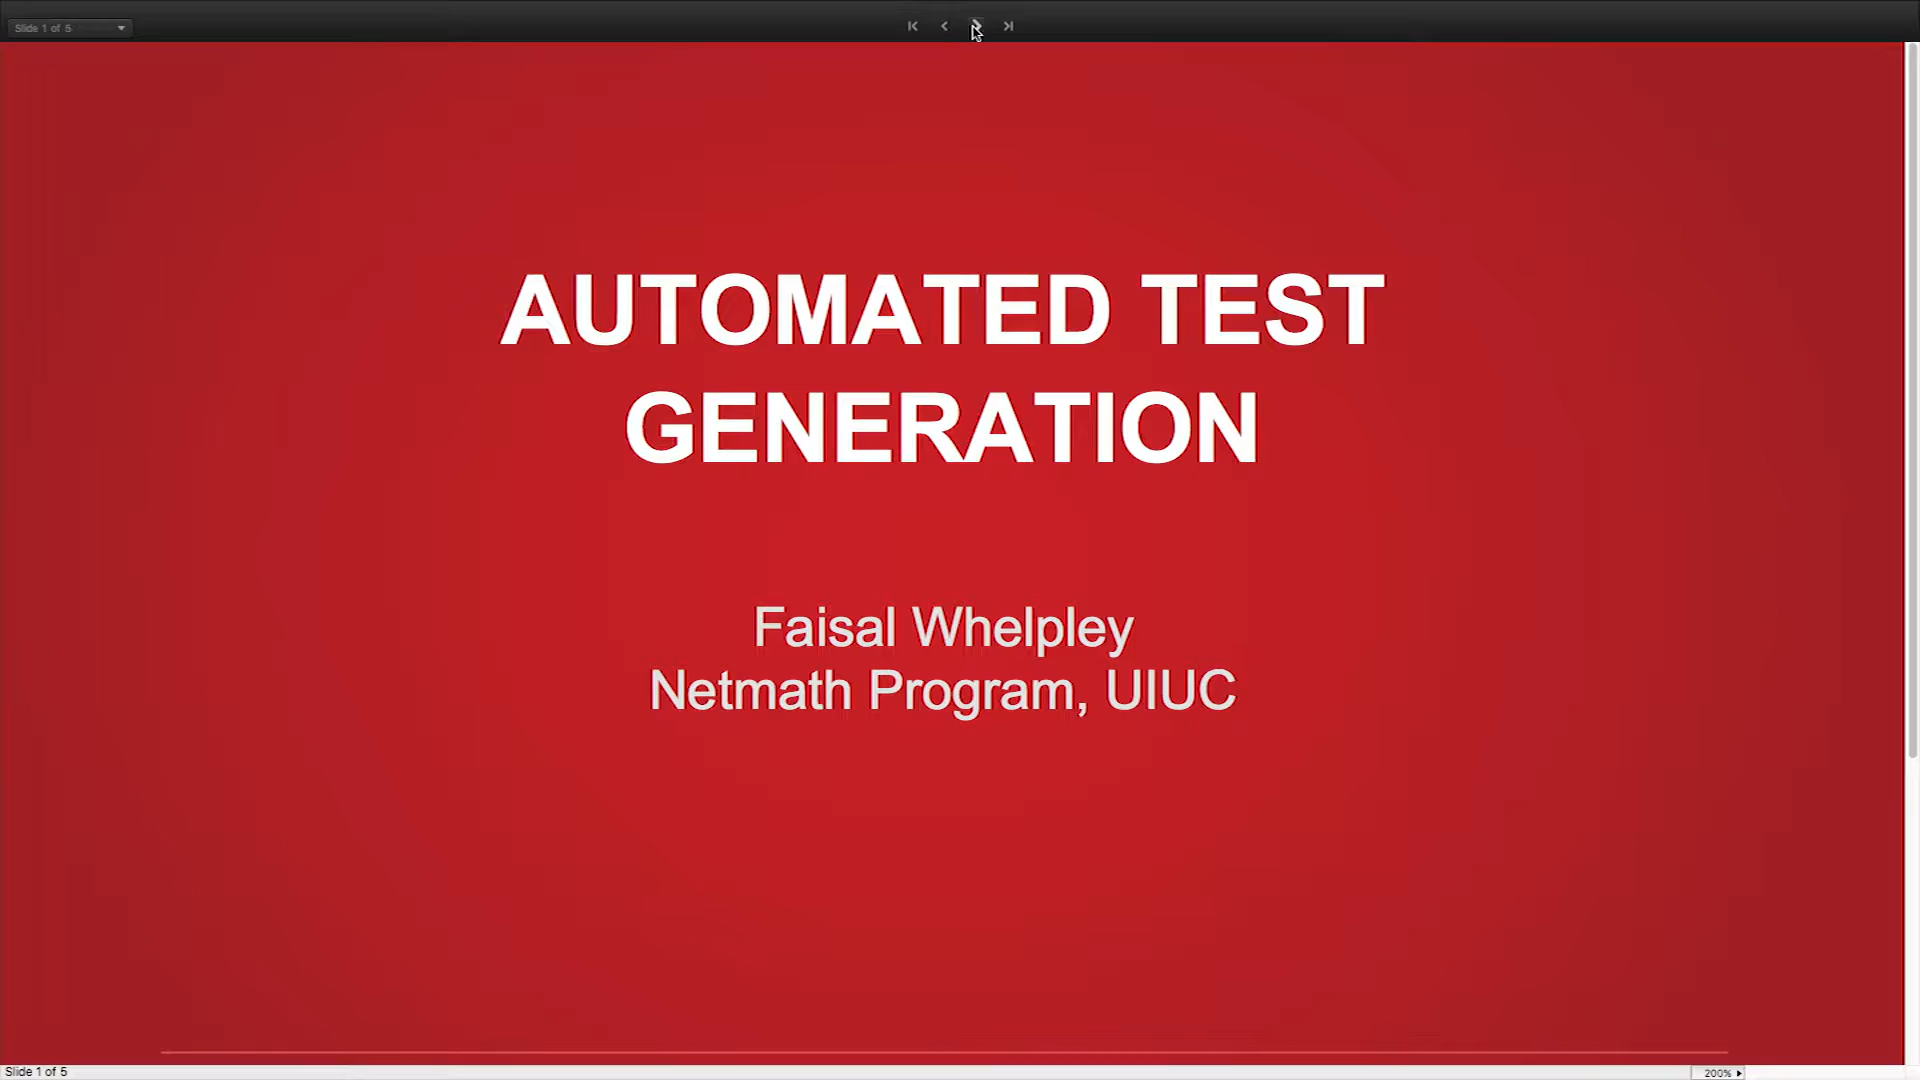 Slide 1 of 5
AUTOMATED TEST
GENERATION
Faisal Whelpley
Netmath Program, UIUC
Slide 1 of 5
200%